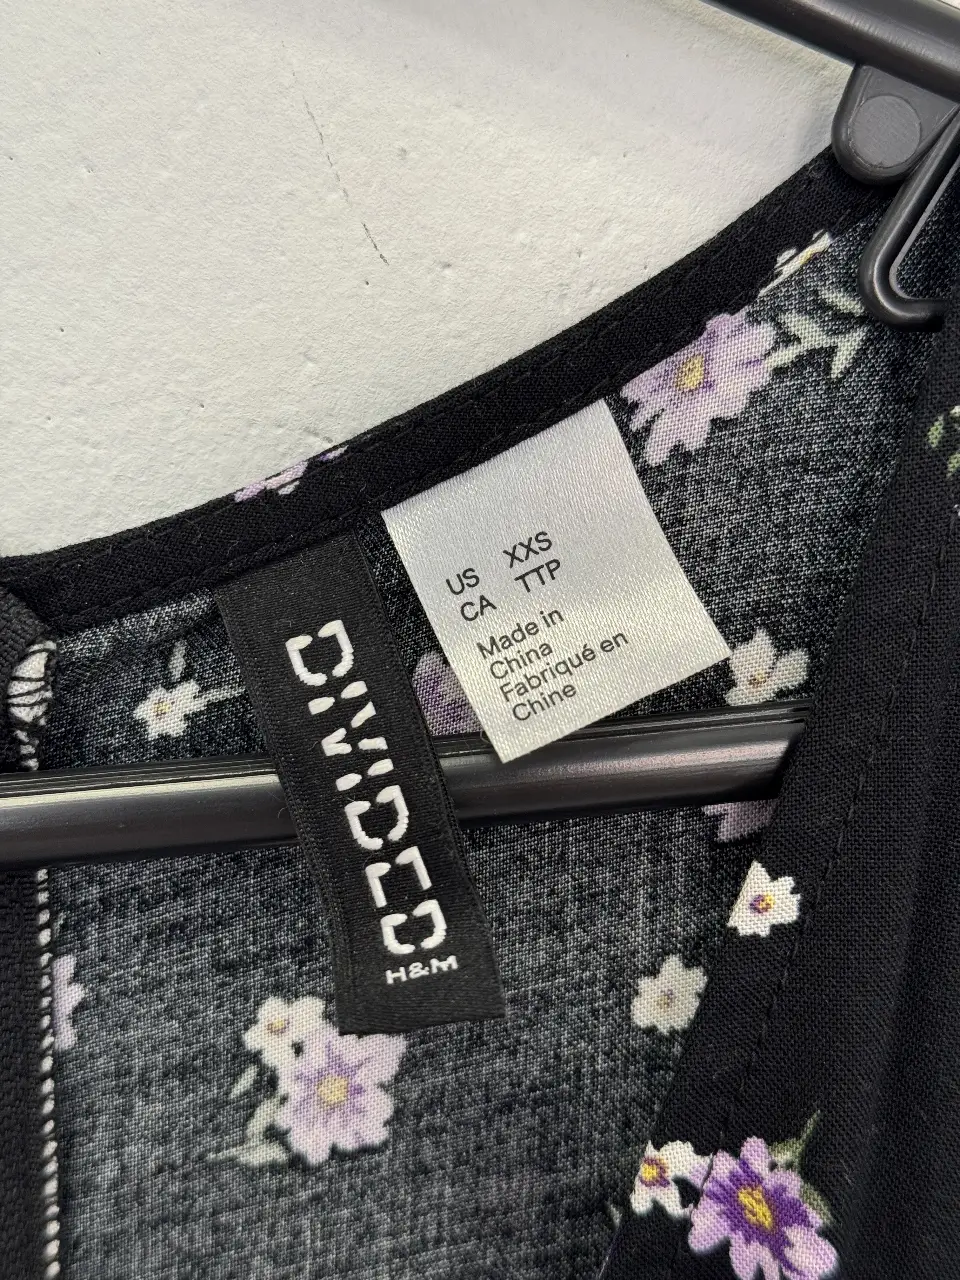 US XXS
CA TTP
Made in
China
Fabriqué en
Chine
DIVIDED
H&M